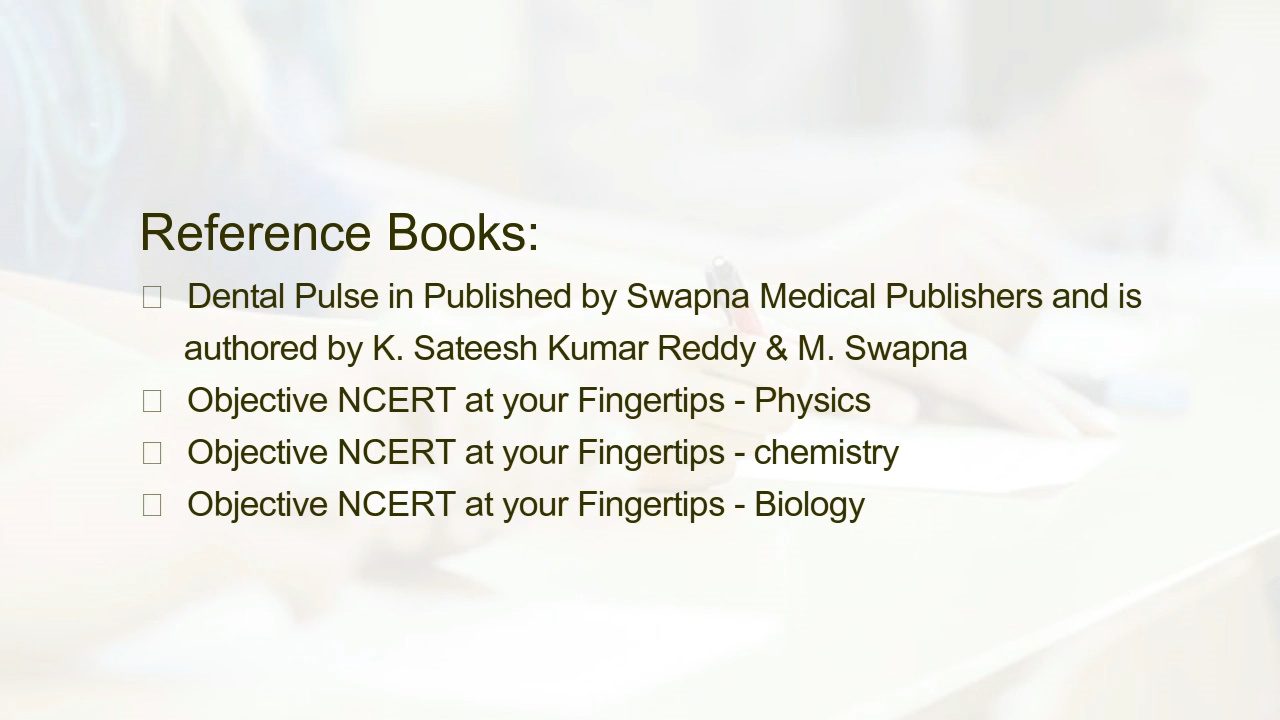 Reference Books:
□ Dental Pulse in Published by Swapna Medical Publishers and is
authored by K. Sateesh Kumar Reddy & M. Swapna
□ Objective NCERT at your Fingertips - Physics
□ Objective NCERT at your Fingertips - chemistry
□ Objective NCERT at your Fingertips - Biology